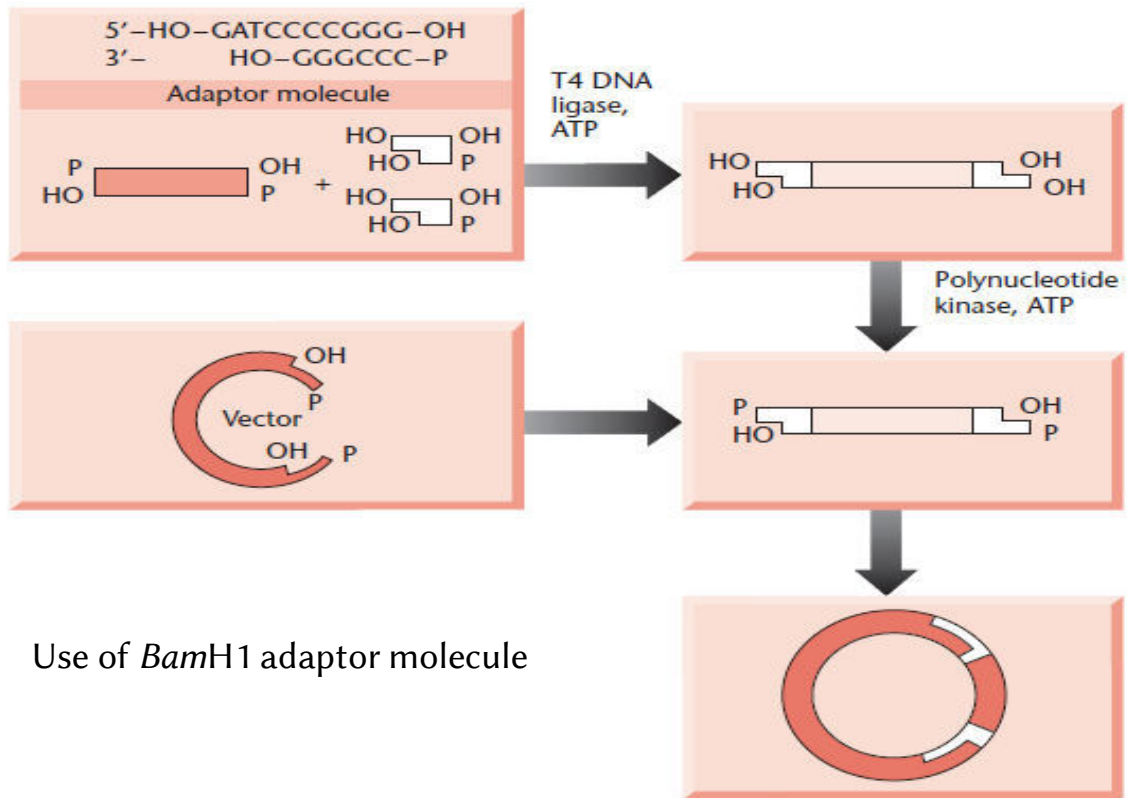 5′–HO–GATCCCCGGG–OH
3′– HO–GGGCCC–P
Adaptor molecule
P
HO
OH
P
+
HO
HO
OH
P
HO
HO
OH
P
T4 DNA
ligase,
ATP
HO
HO
OH
OH
Polynucleotide
kinase, ATP
OH
P
Vector
OH
P
P
HO
OH
P
Use of BamH1 adaptor molecule